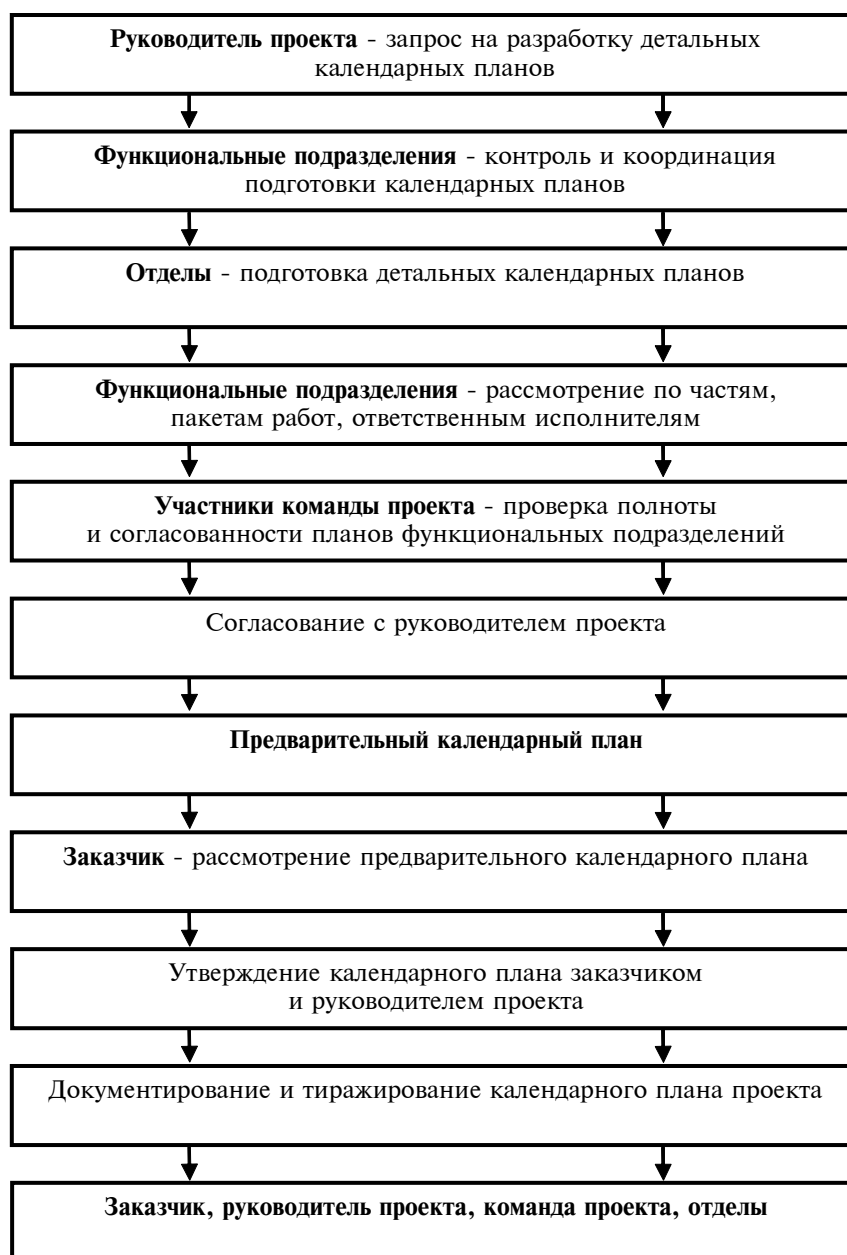 Руководитель проекта - запрос на разработку детальных
календарных планов
Функциональные подразделения - контроль и координация
подготовки календарных планов
Отделы - подготовка детальных календарных планов
Функциональные подразделения - рассмотрение по частям,
пакетам работ, ответственным исполнителям
Участники команды проекта - проверка полноты
и согласованности планов функциональных подразделений
Согласование с руководителем проекта
Предварительный календарный план
Заказчик - рассмотрение предварительного календарного плана
Утверждение календарного плана заказчиком
и руководителем проекта
Документирование и тиражирование календарного плана проекта
Заказчик, руководитель проекта, команда проекта, отделы